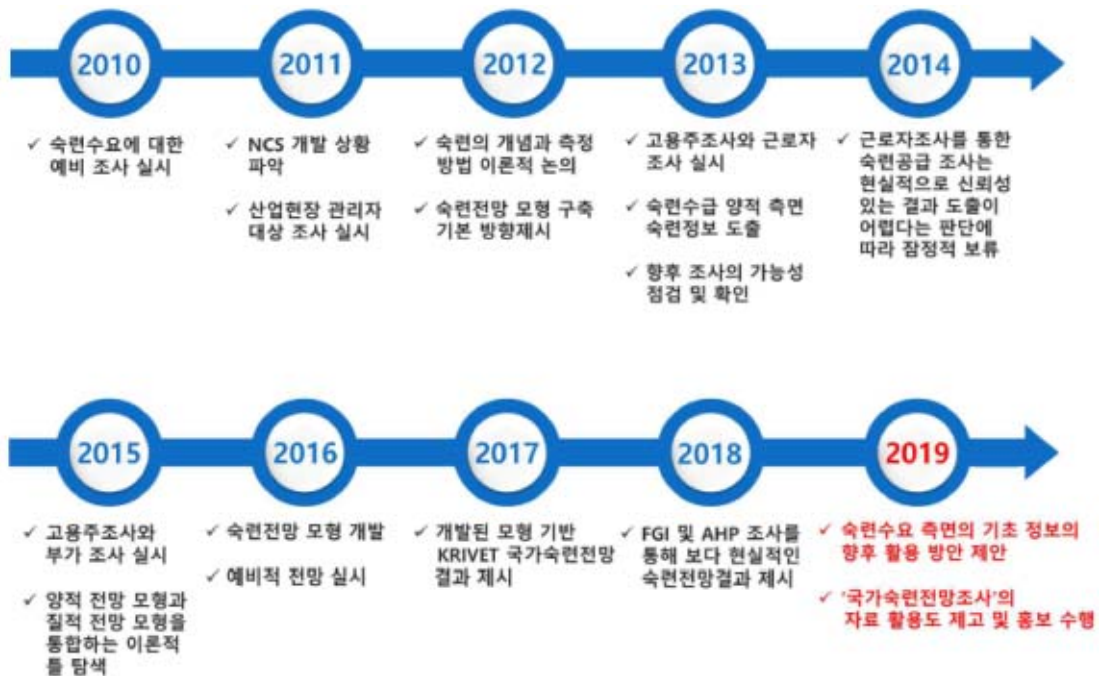 2010
2011
2012
2013
2014
✓ 숙련수요에 대한
예비 조사 실시
✓ NCS 개발 상황
파악
✓ 산업현장 관리자
대상 조사 실시
✓ 숙련의 개념과 측정
방법 이론적 논의
✓ 숙련전망 모형 구축
기본 방향제시
✓ 고용주조사와 근로자
조사 실시
✓ 숙련수급 양적 측면
숙련정보 도출
✓ 향후 조사의 가능성
점검 및 확인
✓ 근로자조사를 통한
숙련공급 조사는
현실적으로 신뢰성
있는 결과 도출이
어렵다는 판단에
따라 잠정적 보류
2015
2016
2017
2018
2019
✓ 고용주조사와
부가 조사 실시
✓ 양적 전망 모형과
질적 전망 모형을
통합하는 이론적
틀 탐색
✓ 숙련전망 모형 개발
✓ 예비적 전망 실시
✓ 개발된 모형 기반
KRIVET 국가숙련전망
결과 제시
✓ FGI 및 AHP 조사를
통해 보다 현실적인
숙련전망결과 제시
✓ 숙련수요 측면의 기초 정보의
향후 활용 방안 제안
✓ '국가숙련전망조사'의
자료 활용도 제고 및 홍보 수행